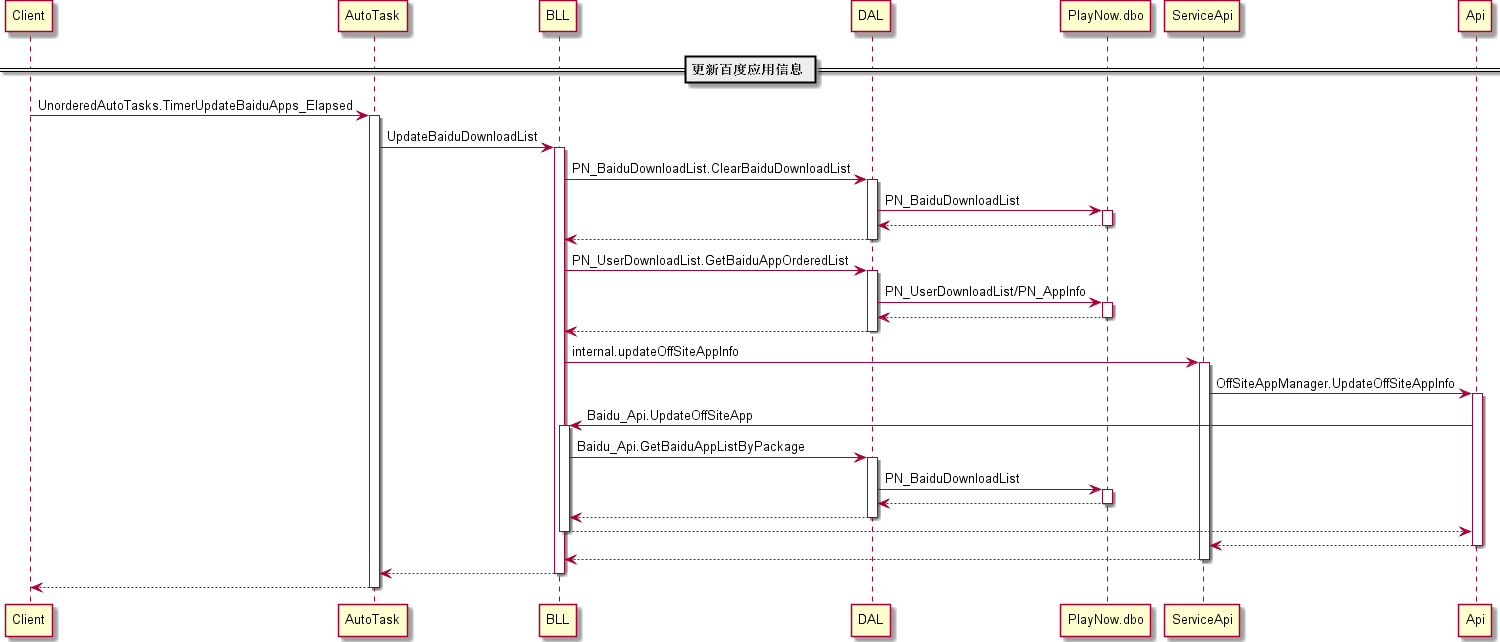 Client AutoTask BLL DAL PlayNow.dbo ServiceApi Api
更新百度应用信息
UnorderedAutoTasks.TimerUpdateBaiduApps_Elapsed
UpdateBaiduDownloadList
PN_BaiduDownloadList.ClearBaiduDownloadList
PN_BaiduDownloadList
PN_UserDownloadList.GetBaiduAppOrderedList
PN_UserDownloadList/PN_AppInfo
internal.updateOffSiteAppInfo
OffSiteAppManager.UpdateOffSiteAppInfo
Baidu_Api.UpdateOffSiteApp
Baidu_Api.GetBaiduAppListByPackage
PN_BaiduDownloadList
Client AutoTask BLL DAL PlayNow.dbo ServiceApi Api